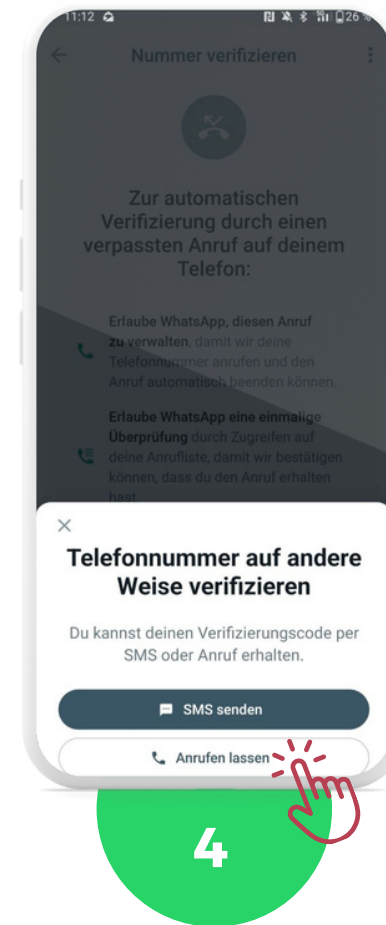 11:12 26 %
Nummer verifizieren
Zur automatischen
Verifizierung durch einen
verpassten Anruf auf deinem
Telefon:
Erlaube WhatsApp, diesen Anruf
zu verwalten, damit wir deine
Telefonnummer anrufen und den
Anruf automatisch beenden können.
Erlaube WhatsApp eine einmalige
Überprüfung durch Zugreifen auf
deine Anrufliste, damit wir bestätigen
können, dass du den Anruf erhalten
hast
Telefonnummer auf andere
Weise verifizieren
Du kannst deinen Verifizierungscode per
SMS oder Anruf erhalten.
SMS senden
Anrufen lassen
4